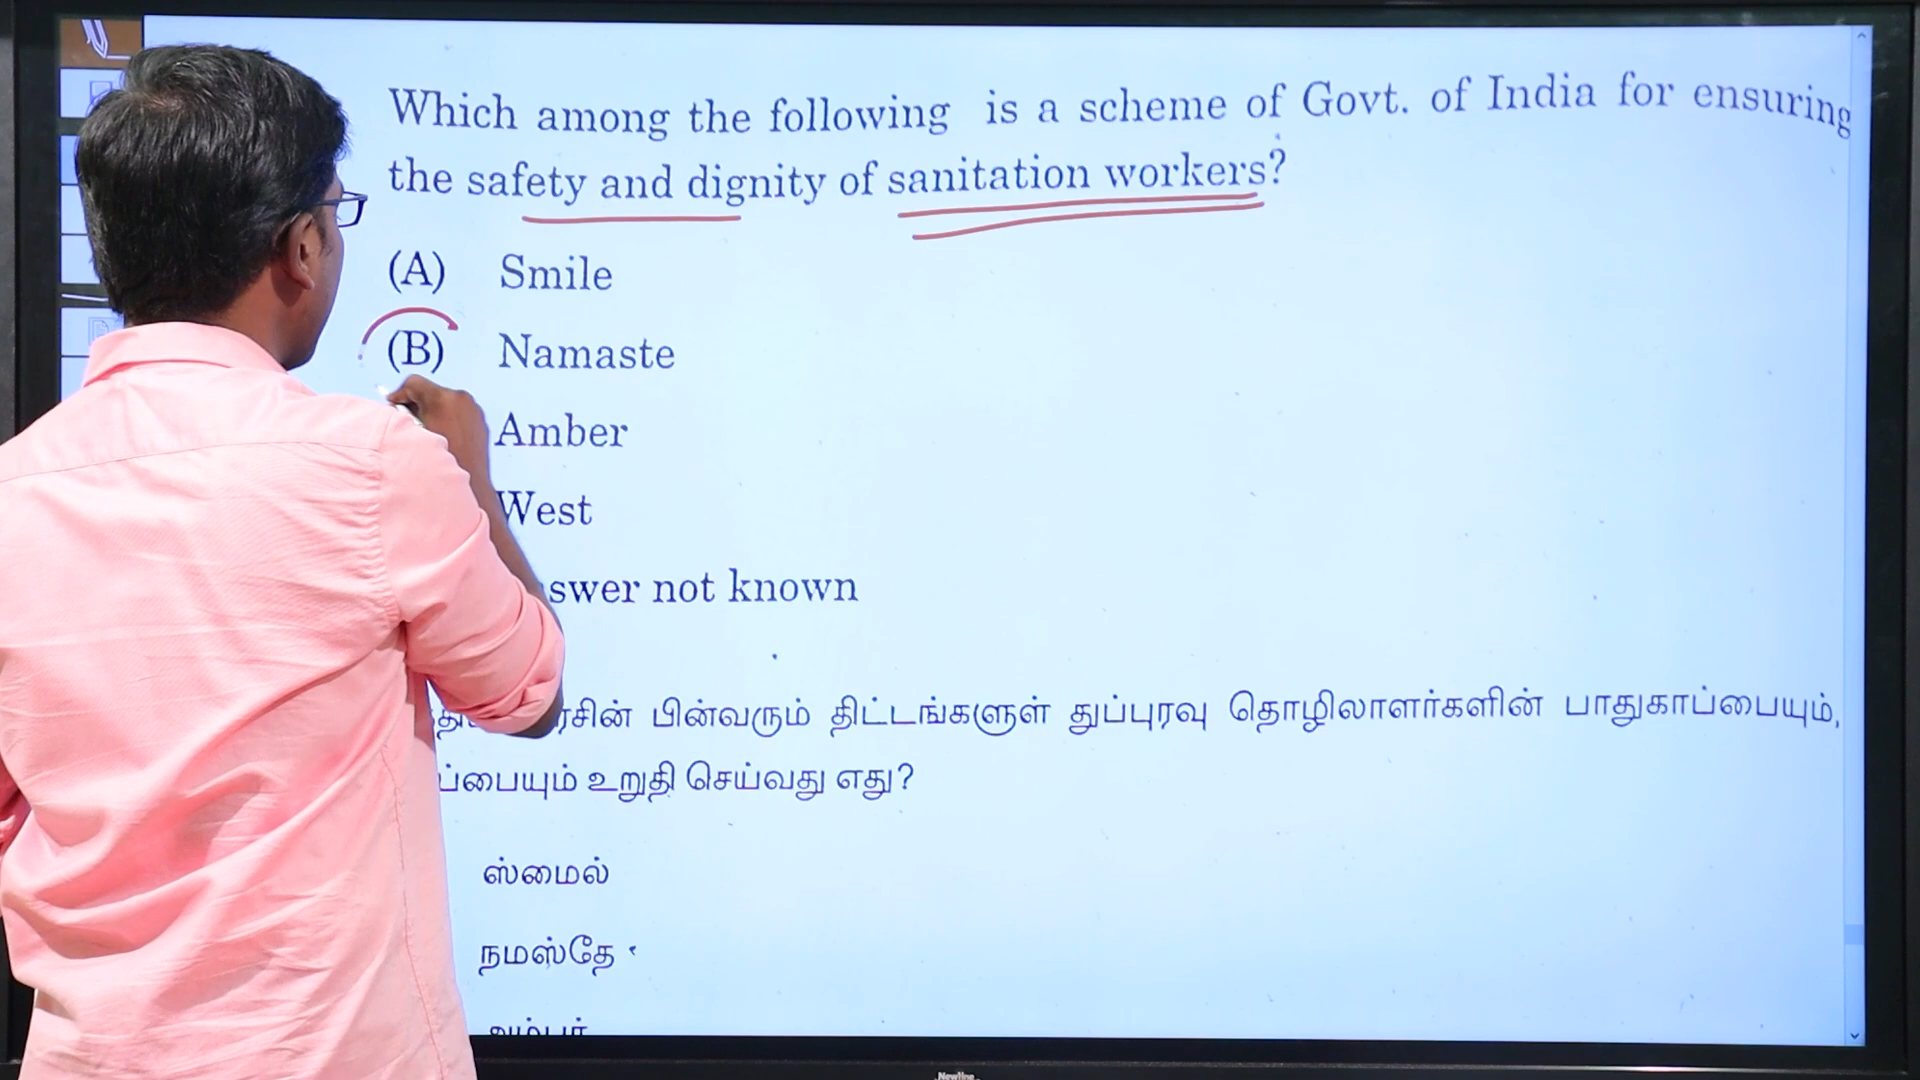 Which among the following is a scheme of Govt. of India for ensuring
the safety and dignity of sanitation workers?
(A) Smile
(B) Namaste
Amber
West
swer not known
பின்வரும் திட்டங்களுள் துப்புரவு தொழிலாளர்களின் பாதுகாப்பையும்,
ப்பையும் உறுதி செய்வது எது?
ஸ்மைல்
நமஸ்தே
Newline